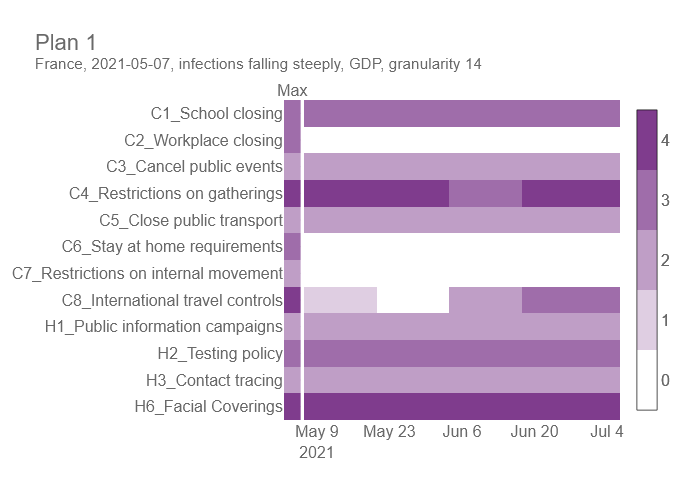 Plan 1
France, 2021-05-07, infections falling steeply, GDP, granularity 14
Max
C1_School closing
C2_Workplace closing
C3_Cancel public events
C4_Restrictions on gatherings
C5_Close public transport
C6_Stay at home requirements
C7_Restrictions on internal movement
C8_International travel controls
H1_Public information campaigns
H2_Testing policy
H3_Contact tracing
H6_Facial Coverings
May 9 May 23 Jun 6 Jun 20 Jul 4
2021
4
3
2
1
0